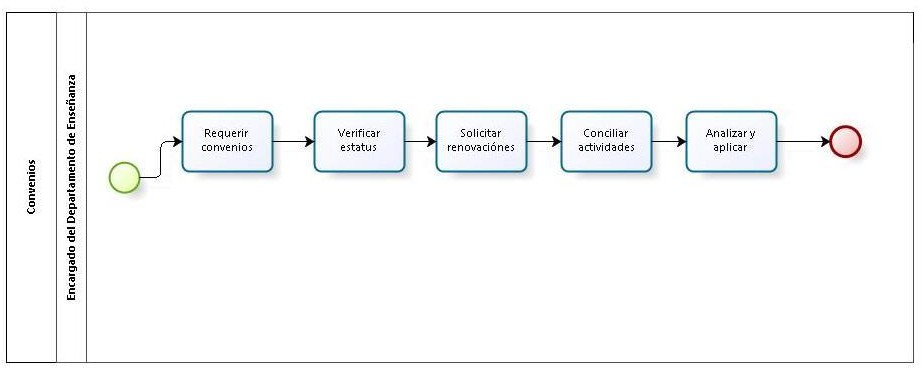 Convenios
Encargado del Departamento de Enseñanza
Requerir
convenios
Verificar
estatus
Solicitar
renovaciónes
Conciliar
actividades
Analizar y
aplicar